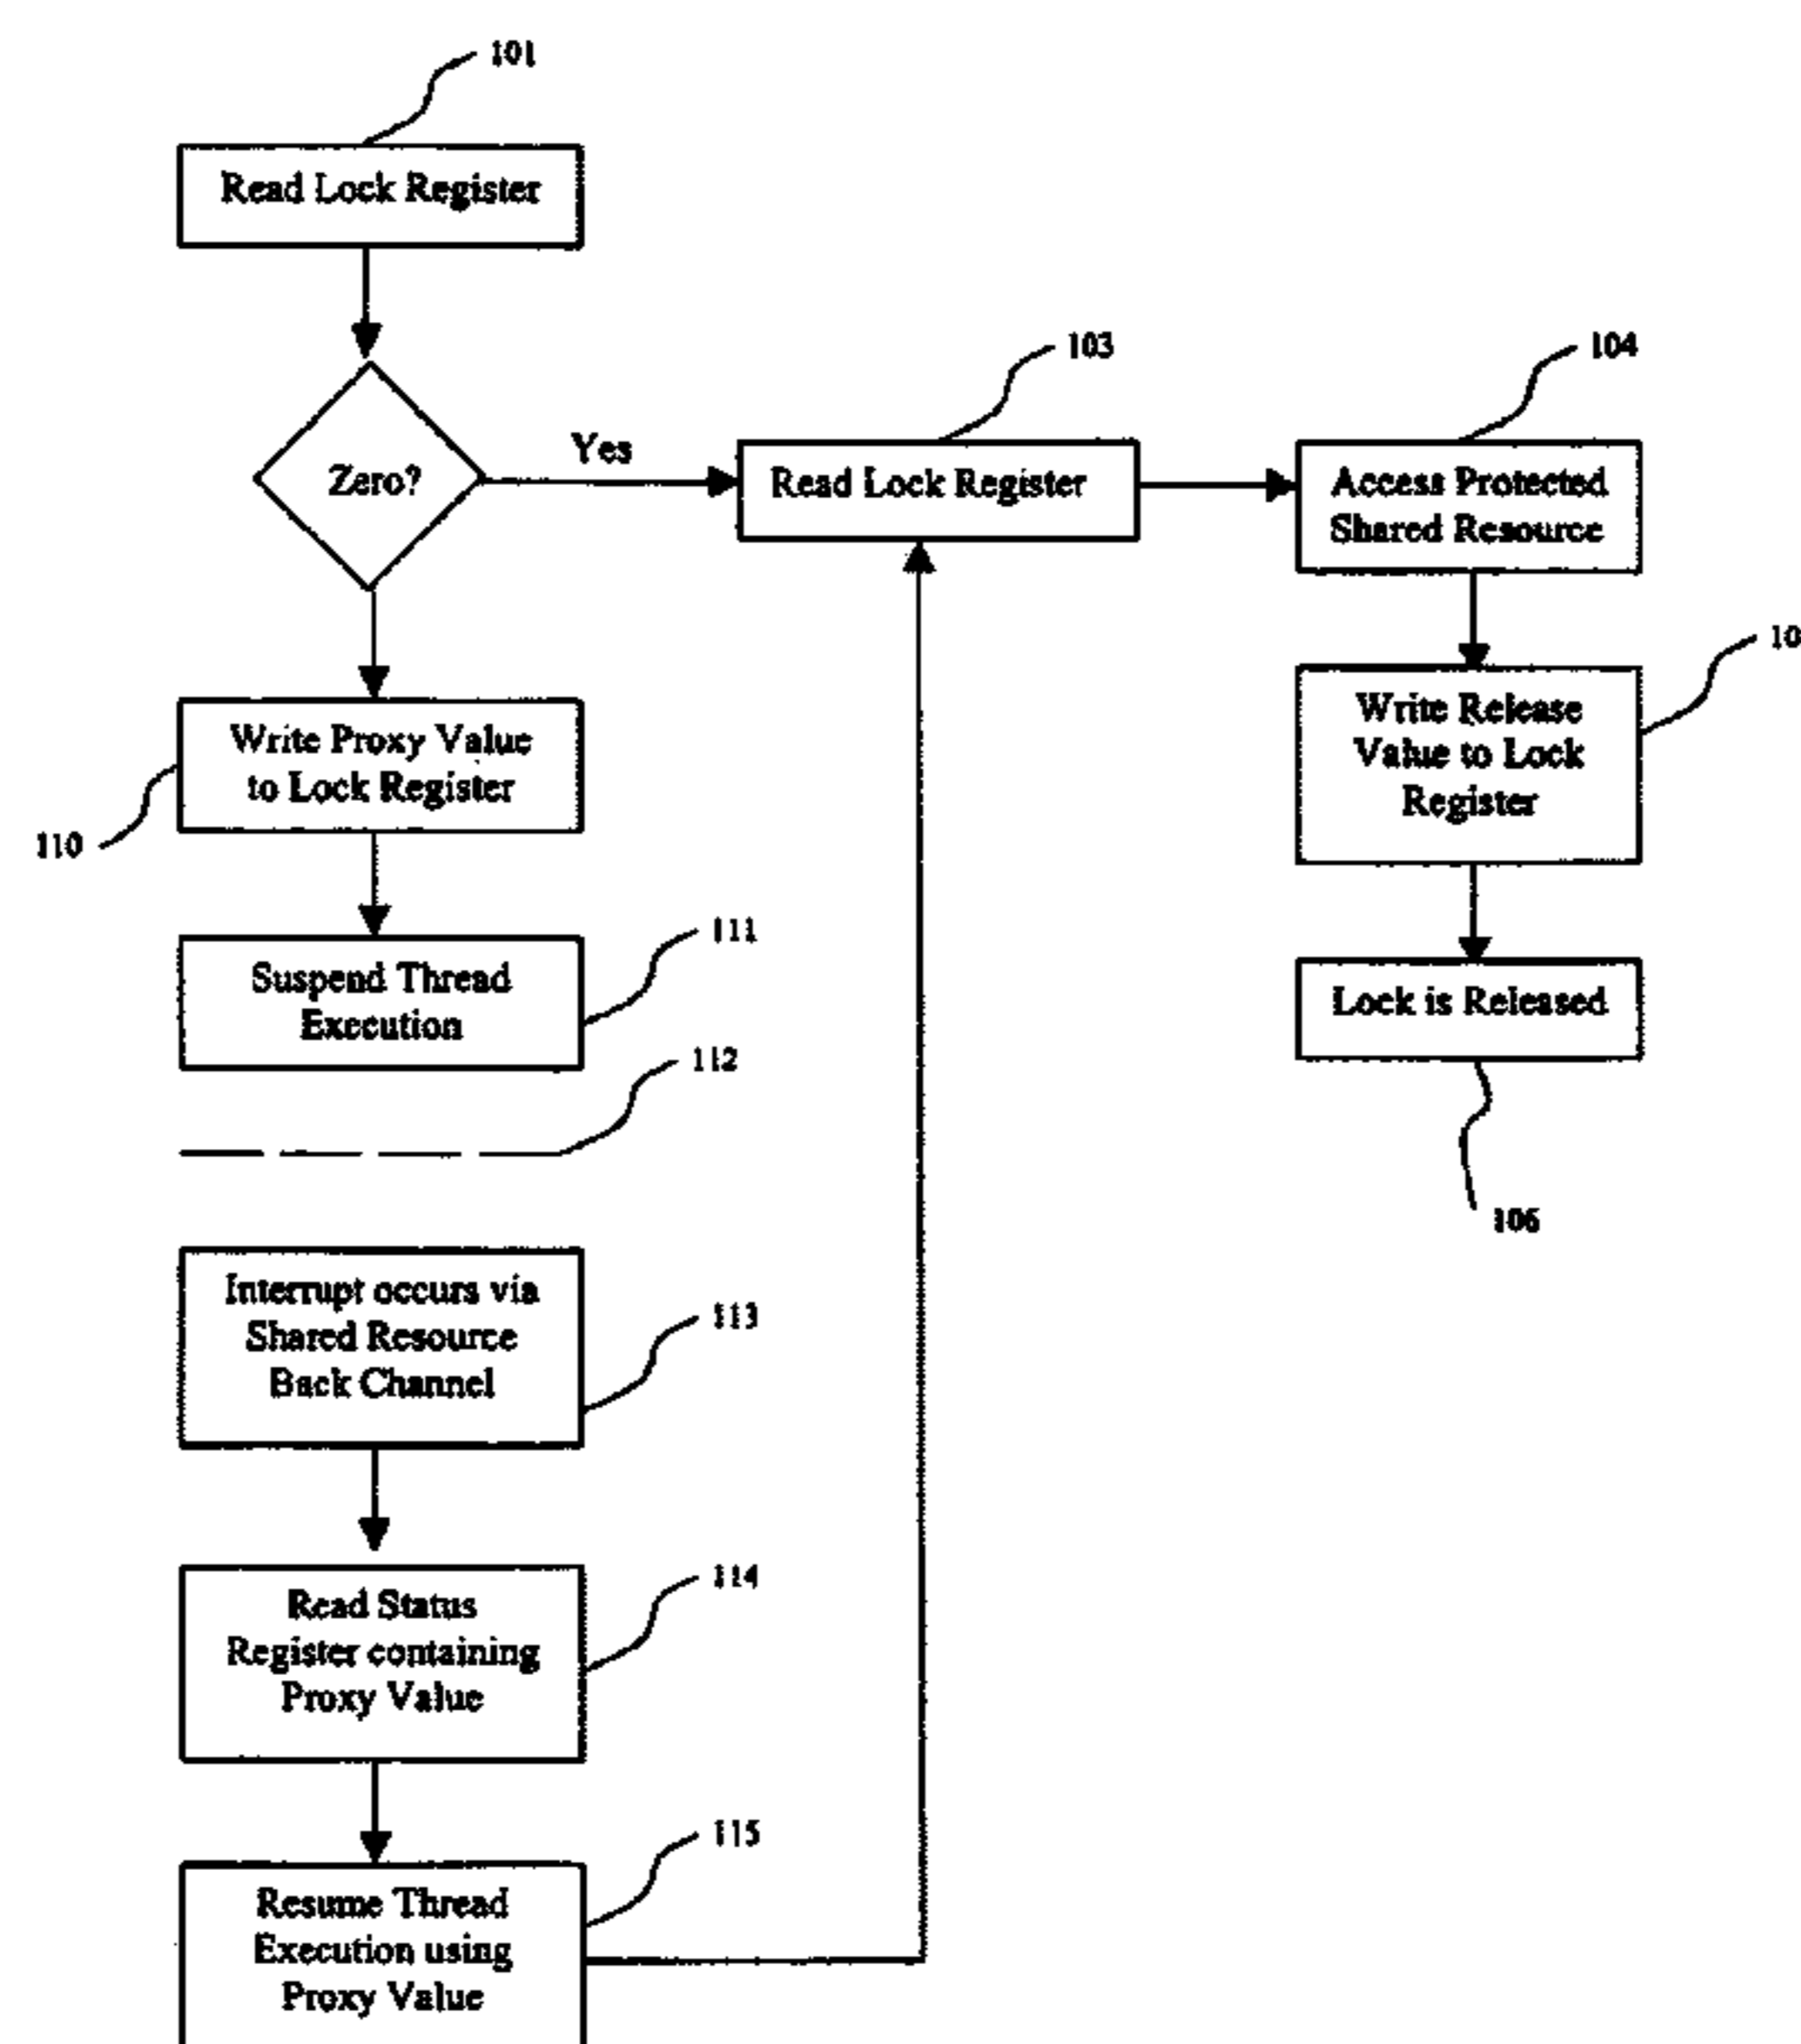 101
Read Lock Register
103
104
Zero?
Yes
Read Lock Register
Access Protected
Shared Resource
10
Write Release
Value to Lock
Register
Write Proxy Value
to Lock Register
110
111
Suspend Thread
Execution
Lock is Released
112
106
Interrupt occurs via
Shared Resource
Back Channel
113
114
Read Status
Register containing
Proxy Value
115
Resume Thread
Execution using
Proxy Value